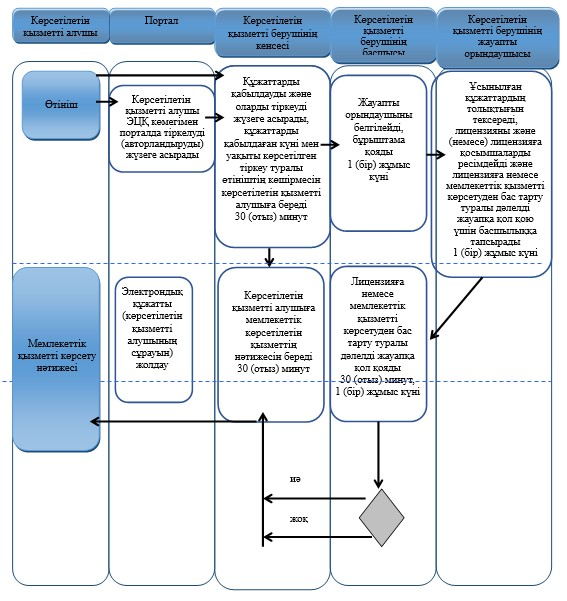 Көрсетілетін
қызметті алушы
Портал
Көрсетілетін
қызметті берушінің
кеңсесі
Көрсетілетін
қызметті
берушінің
басшысы
Көрсетілетін
қызметті берушінің
жауапты
орындаушысы
Өтініш
Көрсетілетін
қызметті алушы
ЭЦҚ көмегімен
порталда тіркелуді
(авторландыруды)
жүзеге асырады
Құжаттарды
қабылдауды және
оларды тіркеуді
жүзеге асырады,
құжаттарды
қабылдаған күні мен
уақыты көрсетілген
тіркеу туралы
өтініштің көшірмесін
көрсетілетін қызметті
алушыға береді
30 (отыз) минут
Жауапты
орындаушыны
белгілейді,
бұрыштама
қояды
1 (бір) жұмыс
күні
Ұсынылған
құжаттардың
толықтығын
тексереді,
лицензияны және
(немесе) лицензияға
қосымшаларды
ресімдейді және
лицензияға немесе
мемлекеттік қызметті
көрсетуден бас тарту
туралы дәлелді
жауапқа қол қою
үшін басшылыққа
тапсырады
1 (бір) жұмыс күні
Мемлекеттік
қызметті көрсету
нәтижесі
Электрондық
құжатты
(көрсетілетін
қызметті
алушының
сұрауын)
жолдау
Көрсетілетін
қызметті алушыға
мемлекеттік
көрсетілетін
қызметтің
нәтижесін береді
30 (отыз) минут
Лицензияға
немесе
мемлекеттік
қызметті
көрсетуден бас
тарту туралы
дәлелді жауапқа
қол қояды
30 (отыз) минут,
1 (бір) жұмыс күні
иә
жоқ